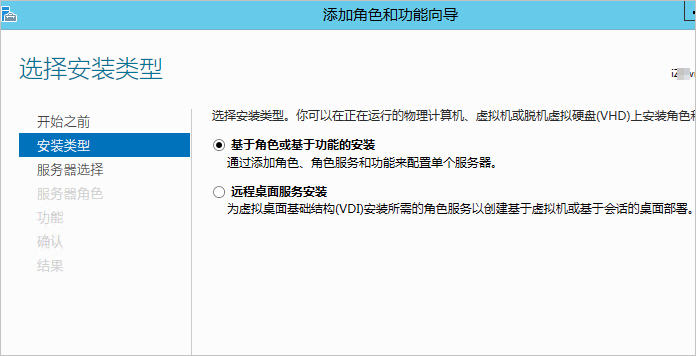 添加角色和功能向导
选择安装类型
开始之前
安装类型
服务器选择
服务器角色
功能
确认
结果
选择安装类型。你可以在正在运行的物理计算机、虚拟机或脱机虚拟硬盘(VHD)上安装角色和
基于角色或基于功能的安装
通过添加角色、角色服务和功能来配置单个服务器。
远程桌面服务安装
为虚拟桌面基础结构(VDI)安装所需的角色服务以创建基于虚拟机或基于会话的桌面部署。